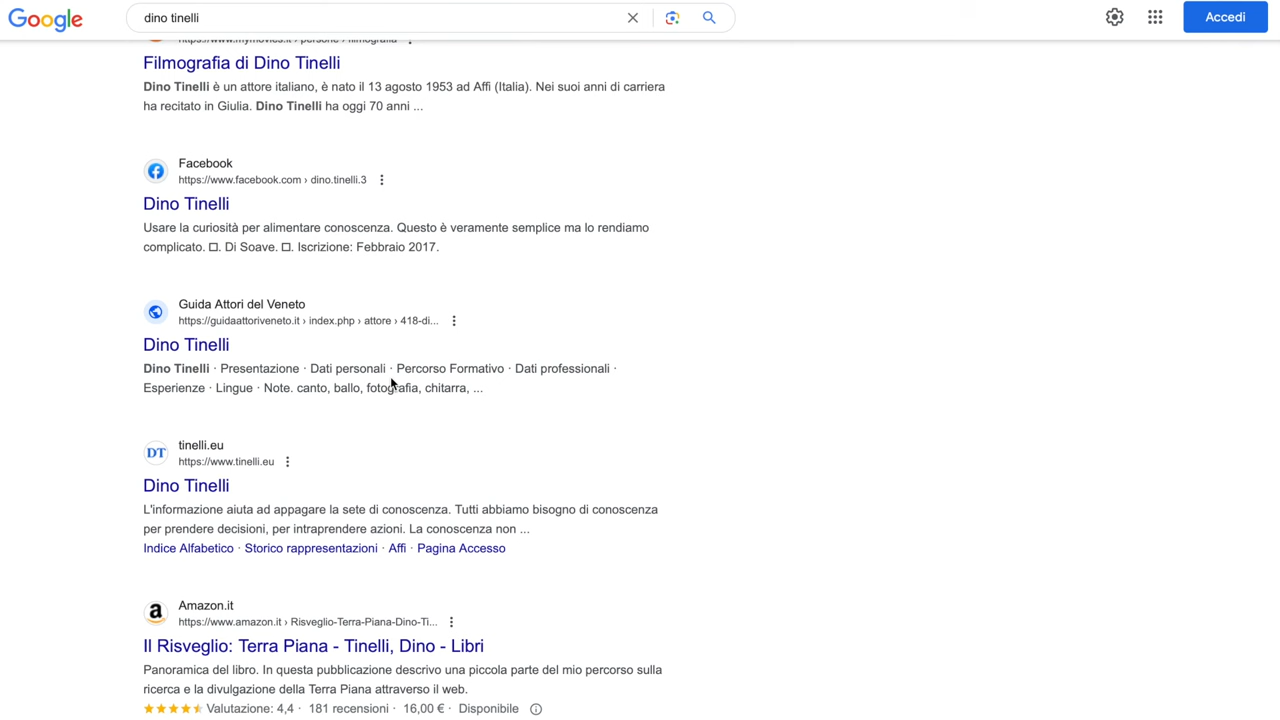 Google
dino tinelli
Accedi
https://www.mymovies.it › persone › filmografia
Filmografia di Dino Tinelli
Dino Tinelli è un attore italiano, è nato il 13 agosto 1953 ad Affi (Italia). Nei suoi anni di carriera
ha recitato in Giulia. Dino Tinelli ha oggi 70 anni ...
Facebook
https://www.facebook.com › dino.tinelli.3
Dino Tinelli
Usare la curiosità per alimentare conoscenza. Questo è veramente semplice ma lo rendiamo
complicato. □. Di Soave. □. Iscrizione: Febbraio 2017.
Guida Attori del Veneto
https://guidaattoriveneto.it › index.php › attore › 418-di...
Dino Tinelli
Dino Tinelli · Presentazione · Dati personali · Percorso Formativo · Dati professionali ·
Esperienze · Lingue · Note. canto, ballo, fotografia, chitarra, ...
DT
tinelli.eu
https://www.tinelli.eu
Dino Tinelli
L'informazione aiuta ad appagare la sete di conoscenza. Tutti abbiamo bisogno di conoscenza
per prendere decisioni, per intraprendere azioni. La conoscenza non ...
Indice Alfabetico · Storico rappresentazioni · Affi · Pagina Accesso
Amazon.it
https://www.amazon.it › Risveglio-Terra-Piana-Dino-Ti...
Il Risveglio: Terra Piana - Tinelli, Dino - Libri
Panoramica del libro. In questa pubblicazione descrivo una piccola parte del mio percorso sulla
ricerca e la divulgazione della Terra Piana attraverso il web.
Valutazione: 4,4 · 181 recensioni · 16,00 € · Disponibile